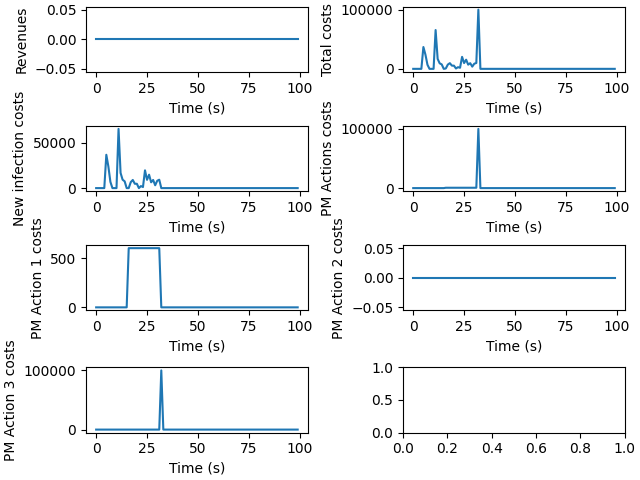 Revenues
0.05
0.00
−0.05
0 25 50 75 100
Time (s)
Total costs
100000
0
0 25 50 75 100
Time (s)
New infection costs
50000
0
0 25 50 75 100
Time (s)
PM Actions costs
100000
0
0 25 50 75 100
Time (s)
PM Action 1 costs
500
0
0 25 50 75 100
Time (s)
PM Action 2 costs
0.05
0.00
−0.05
0 25 50 75 100
Time (s)
PM Action 3 costs
100000
0
0 25 50 75 100
Time (s)
1.0
0.5
0.0
0.0 0.2 0.4 0.6 0.8 1.0